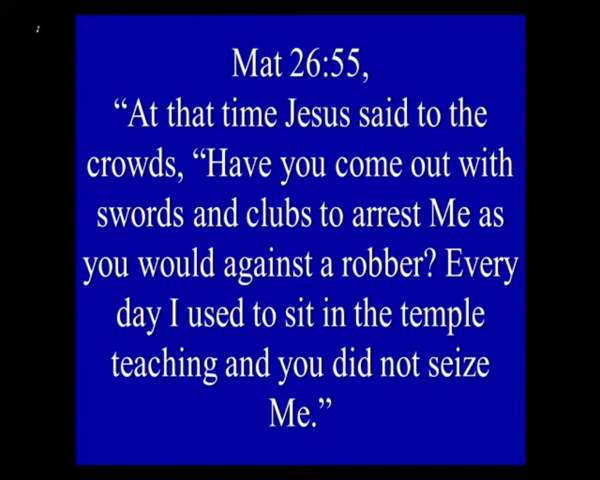 Mat 26:55,
“At that time Jesus said to the
crowds, “Have you come out with
swords and clubs to arrest Me as
you would against a robber? Every
day I used to sit in the temple
teaching and you did not seize
Me.”